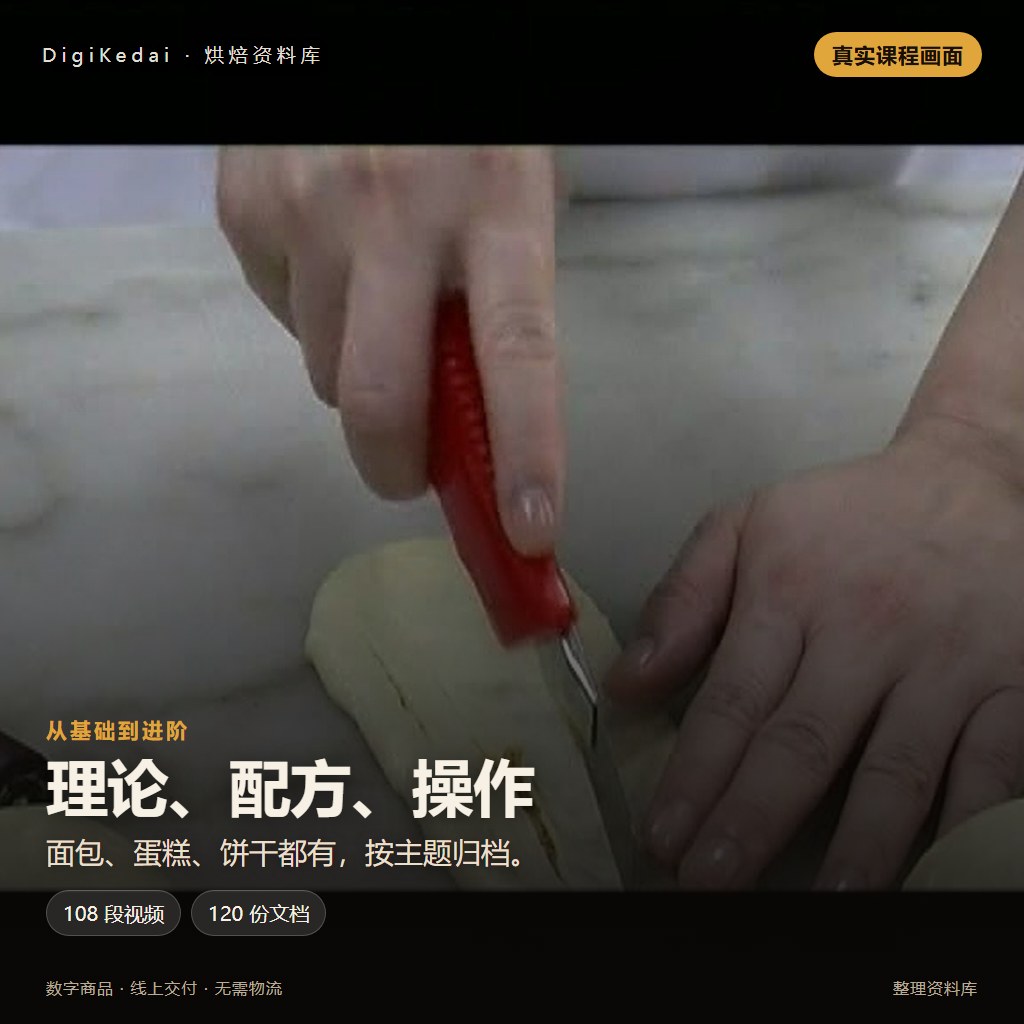 DigiKedai · 烘焙资料库
真实课程画面
从基础到进阶
理论、配方、操作
面包、蛋糕、饼干都有，按主题归档。
108 段视频
120 份文档
数字商品 · 线上交付 · 无需物流
整理资料库